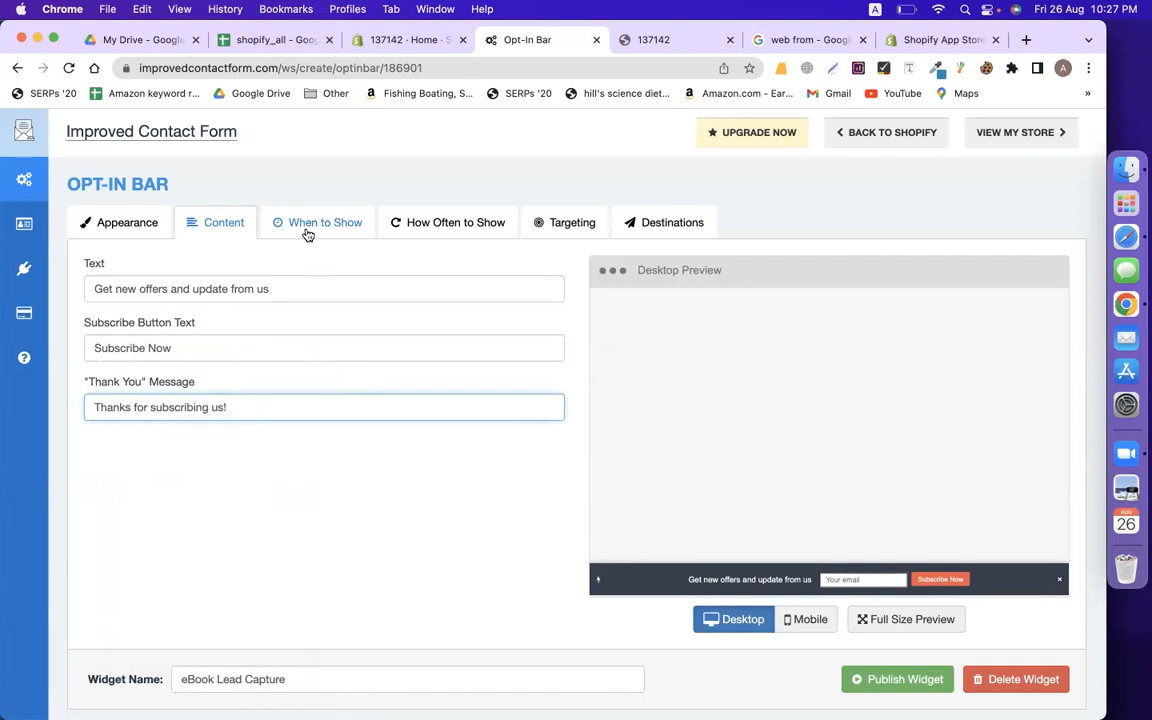 Chrome File Edit View History Bookmarks Profiles Tab Window Help A Fri 26 Aug 10:27 PM
My Drive - Google
shopify_all - Goog
137142 · Home · S
Opt-In Bar
137142
web from - Google
Shopify App Store
improvedcontactform.com/ws/create/optinbar/186901
A
SERPs '20
Amazon keyword r...
Google Drive
Other
Fishing Boating, S...
SERPs '20
hill's science diet...
Amazon.com - Ear...
Gmail
YouTube
Maps
»
Improved Contact Form
UPGRADE NOW
BACK TO SHOPIFY
VIEW MY STORE
OPT-IN BAR
Appearance
Content
When to Show
How Often to Show
Targeting
Destinations
Text
Get new offers and update from us
Subscribe Button Text
Subscribe Now
"Thank You" Message
Thanks for subscribing us!
Desktop Preview
Get new offers and update from us
Your email
Subscribe Now
×
Desktop
Mobile
Full Size Preview
Widget Name:
eBook Lead Capture
Publish Widget
Delete Widget
AUG
26